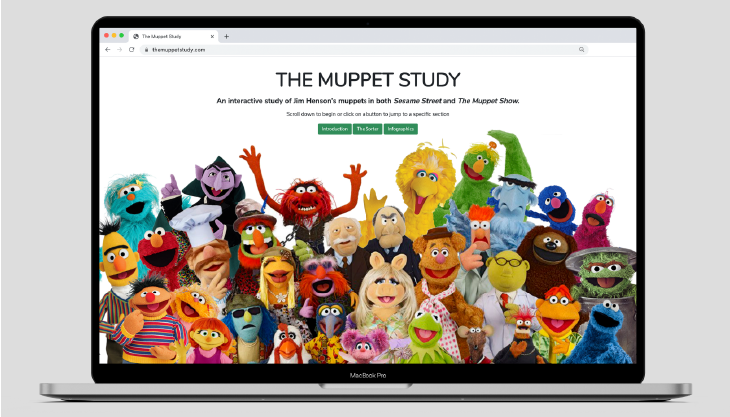 The Muppet Study
themuppetstudy.com
THE MUPPET STUDY
An interactive study of Jim Henson's muppets in both Sesame Street and The Muppet Show.
Scroll down to begin or click on a button to jump to a specific section
Introduction The Sorter Infographics
MacBook Pro